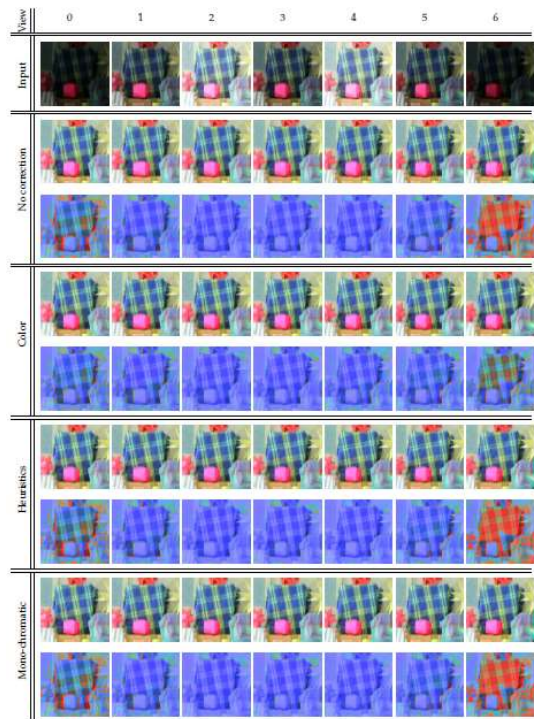 View 0 1 2 3 4 5 6
Input
No correction
Color
Heuristics
Mono-chromatic